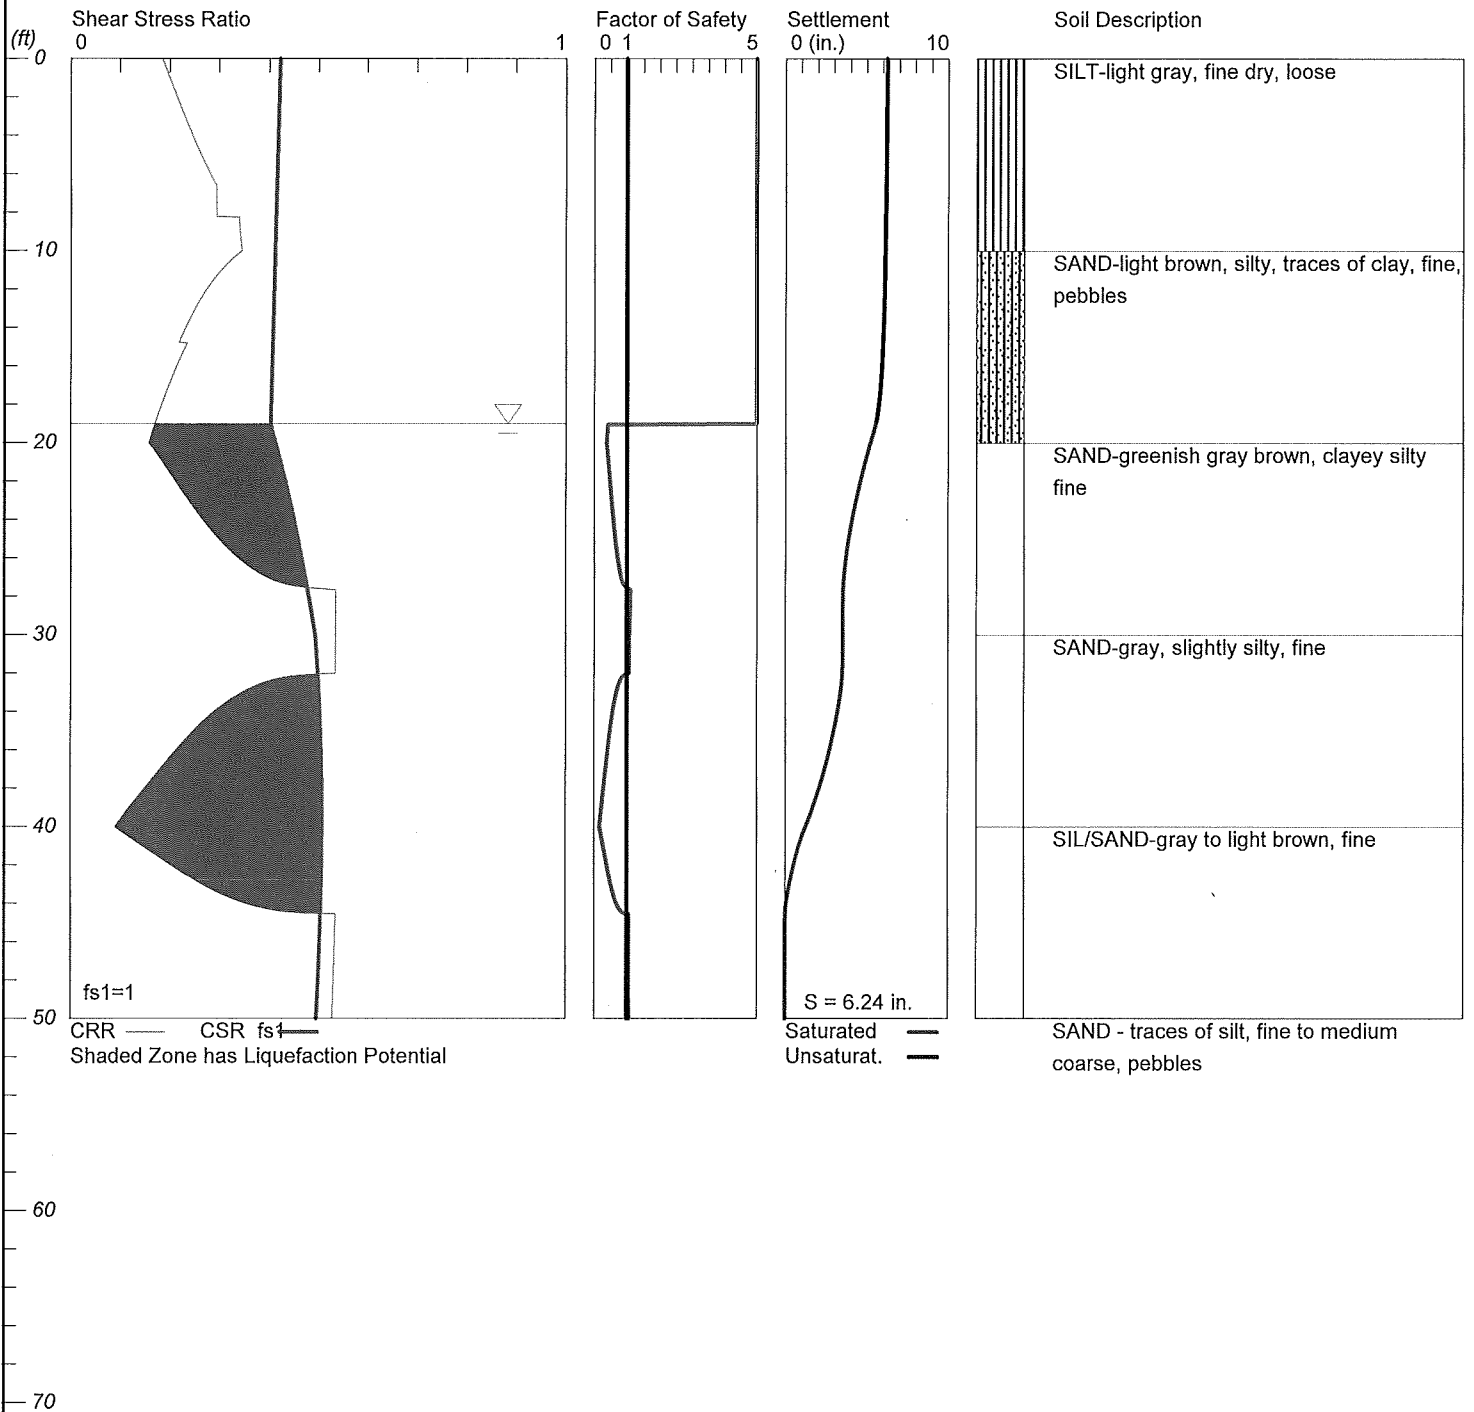 Shear Stress Ratio
Factor of Safety
Settlement
Soil Description
(ft)
0
1
0 1
5
0 (in.)
10
0
SILT-light gray, fine dry, loose
10
SAND-light brown, silty, traces of clay, fine,
pebbles
20
SAND-greenish gray brown, clayey silty
fine
30
SAND-gray, slightly silty, fine
40
SIL/SAND-gray to light brown, fine
fs1=1
S = 6.24 in.
50
CRR
CSR fs1
Shaded Zone has Liquefaction Potential
Saturated
Unsaturat.
SAND - traces of silt, fine to medium
coarse, pebbles
60
70